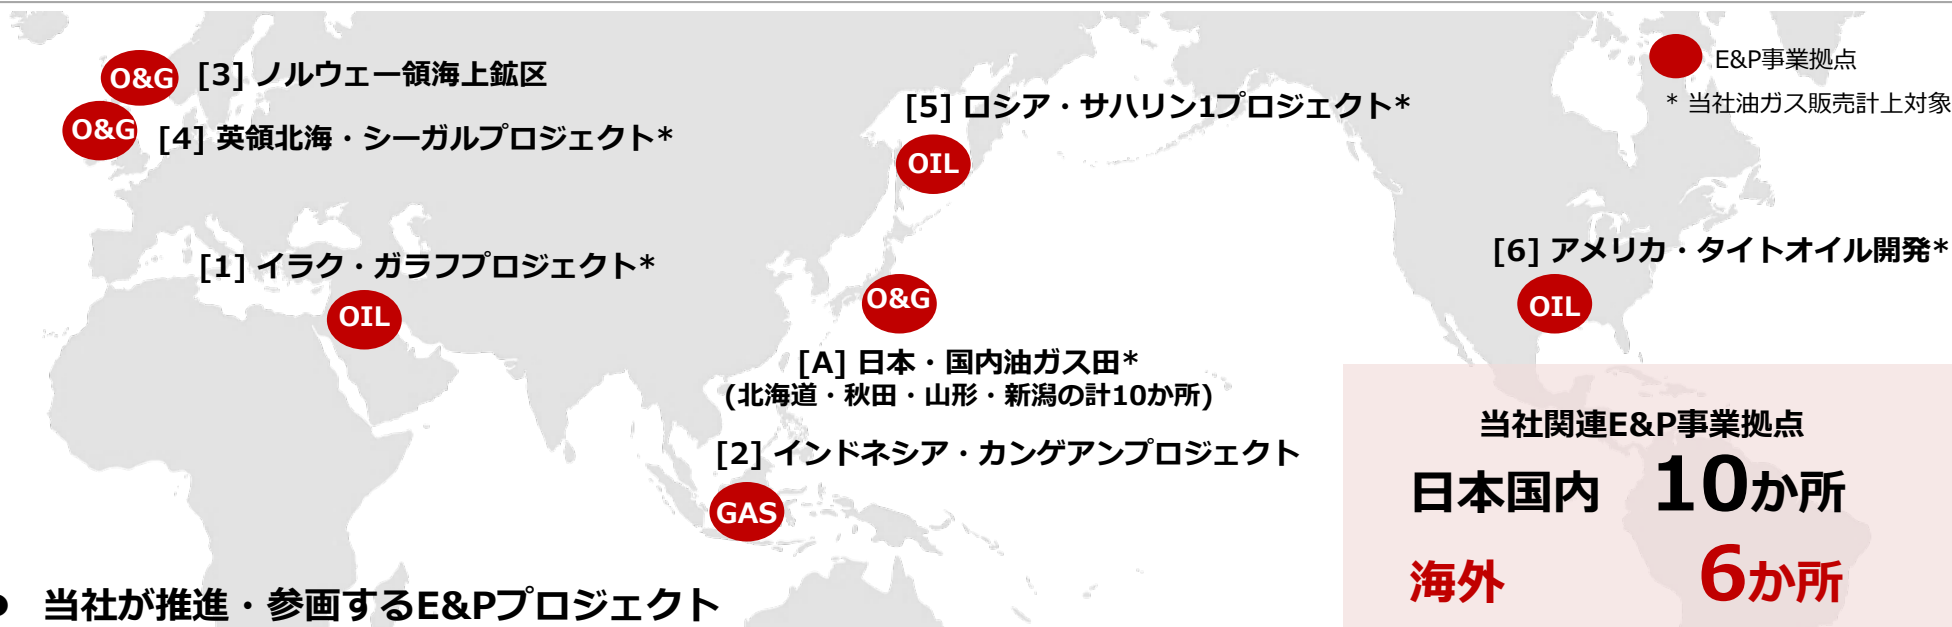 O&G [3] ノルウェー領海上鉱区
O&G [4] 英領北海・シーガルプロジェクト*
[5] ロシア・サハリン1プロジェクト*
OIL
E&P事業拠点
* 当社油ガス販売計上対象
[1] イラク・ガラフプロジェクト*
OIL
[6] アメリカ・タイトオイル開発*
OIL
O&G
[A] 日本・国内油ガス田*
(北海道・秋田・山形・新潟の計10か所)
[2] インドネシア・カンゲアンプロジェクト
GAS
当社関連E&P事業拠点
日本国内 10か所
海外 6か所
● 当社が推進・参画するE&Pプロジェクト